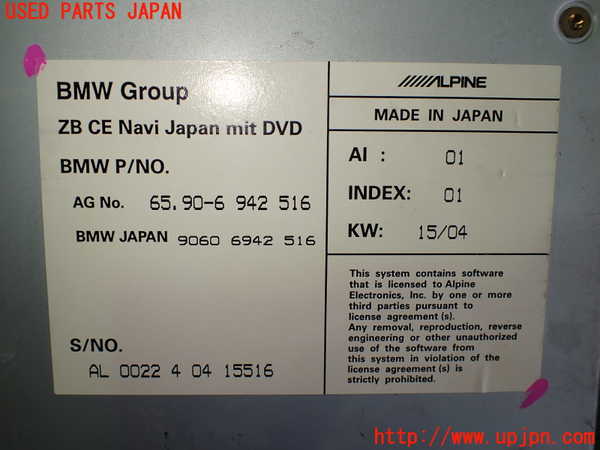 USED PARTS JAPAN
BMW Group
ZB CE Navi Japan mit DVD
BMW P/NO.
AG No. 65.90-6 942 516
BMW JAPAN 9060 6942 516
S/NO.
AL 0022 4 04 15516
ALPINE
MADE IN JAPAN
AI : 01
INDEX: 01
KW: 15/04
This system contains software
that is licensed to Alpine
Electronics, Inc. by one or more
third parties pursuant to
license agreement (s).
Any removal, reproduction, reverse
engineering or other unauthorized
use of the software from
this system in violation of the
license agreement (s) is
strictly prohibited.
http://www.upjpn.com/